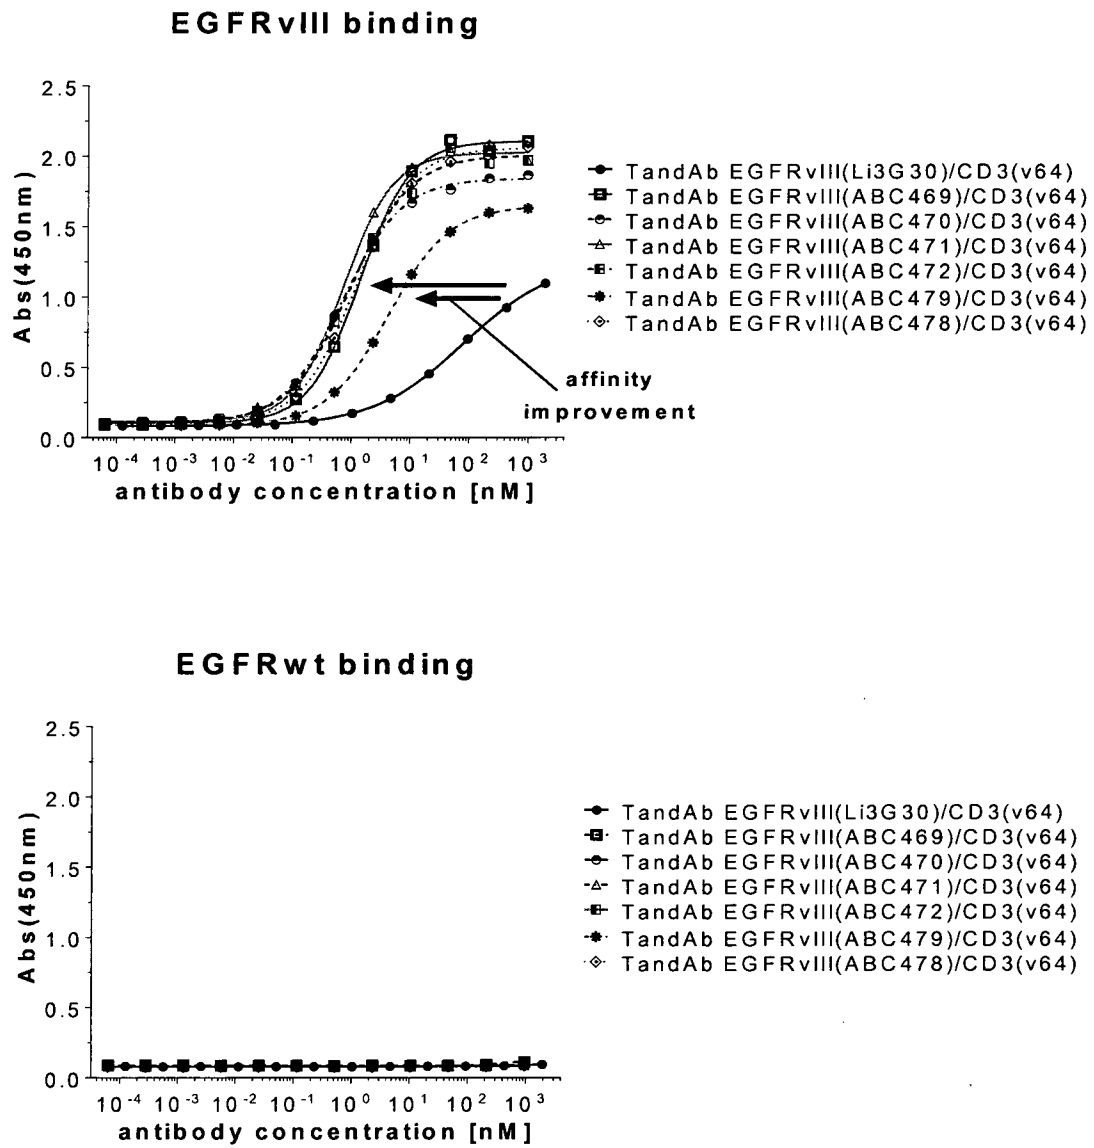 EGFRvIII binding
2.5
2.0
1.5
1.0
0.5
0.0
Abs(450nm)
10-4 10-3 10-2 10-1 100 101 102 103
antibody concentration [nM]
affinity
improvement
TandAb EGFRvIII(Li3G30)/CD3(v64)
TandAb EGFRvIII(ABC469)/CD3(v64)
TandAb EGFRvIII(ABC470)/CD3(v64)
TandAb EGFRvIII(ABC471)/CD3(v64)
TandAb EGFRvIII(ABC472)/CD3(v64)
TandAb EGFRvIII(ABC479)/CD3(v64)
TandAb EGFRvIII(ABC478)/CD3(v64)
EGFRwt binding
2.5
2.0
1.5
1.0
0.5
0.0
Abs(450nm)
10-4 10-3 10-2 10-1 100 101 102 103
antibody concentration [nM]
TandAb EGFRvIII(Li3G30)/CD3(v64)
TandAb EGFRvIII(ABC469)/CD3(v64)
TandAb EGFRvIII(ABC470)/CD3(v64)
TandAb EGFRvIII(ABC471)/CD3(v64)
TandAb EGFRvIII(ABC472)/CD3(v64)
TandAb EGFRvIII(ABC479)/CD3(v64)
TandAb EGFRvIII(ABC478)/CD3(v64)